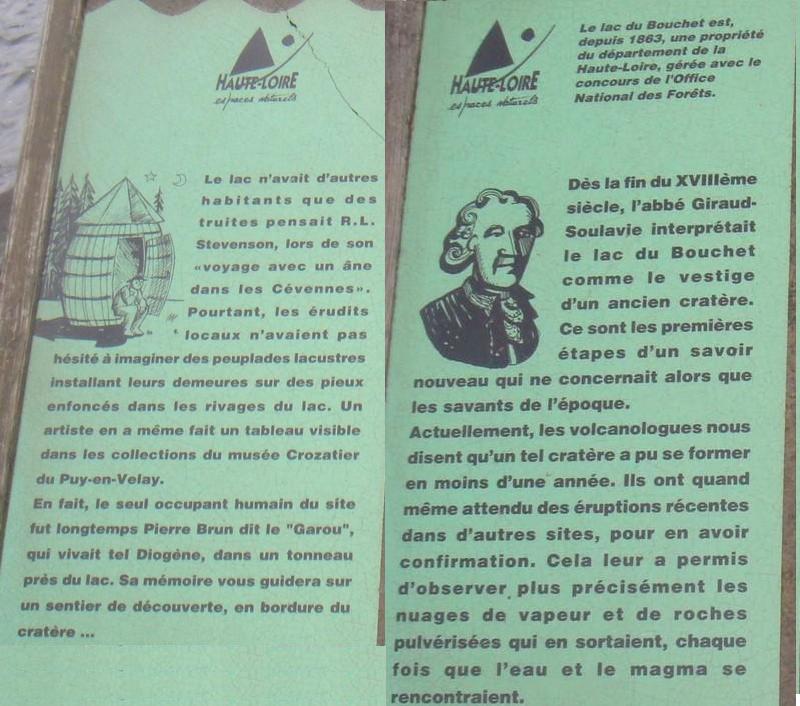 HAUTE-LOIRE
espaces naturels
Le lac n'avait d'autres
habitants que des
truites pensait R.L.
Stevenson, lors de son
«voyage avec un âne
dans les Cévennes».
Pourtant, les érudits
locaux n'avaient pas
hésité à imaginer des peuplades lacustres
installant leurs demeures sur des pieux
enfoncés dans les rivages du lac. Un
artiste en a même fait un tableau visible
dans les collections du musée Crozatier
du Puy-en-Velay.
En fait, le seul occupant humain du site
fut longtemps Pierre Brun dit le "Garou",
qui vivait tel Diogène, dans un tonneau
près du lac. Sa mémoire vous guidera sur
un sentier de découverte, en bordure du
cratère ...
HAUTE-LOIRE
espaces naturels
Le lac du Bouchet est,
depuis 1863, une propriété
du département de la
Haute-Loire, gérée avec le
concours de l'Office
National des Forêts.
Dès la fin du XVIIIème
siècle, l'abbé Giraud-
Soulavie interprétait
le lac du Bouchet
comme le vestige
d'un ancien cratère.
Ce sont les premières
étapes d'un savoir
nouveau qui ne concernait alors que
les savants de l'époque.
Actuellement, les volcanologues nous
disent qu'un tel cratère a pu se former
en moins d'une année. Ils ont quand
même attendu des éruptions récentes
dans d'autres sites, pour en avoir
confirmation. Cela leur a permis
d'observer plus précisément les
nuages de vapeur et de roches
pulvérisées qui en sortaient, chaque
fois que l'eau et le magma se
rencontraient.